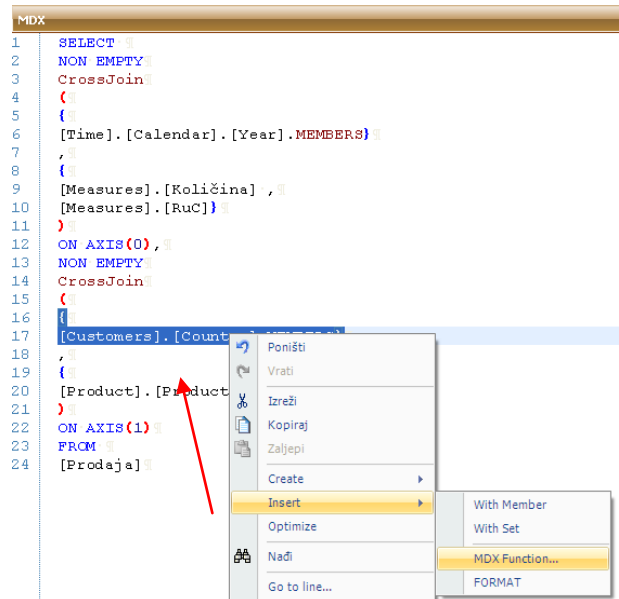 MDX
1 SELECT
2 NON EMPTY
3 CrossJoin
4 (
5 {
6 [Time].[Calendar].[Year].MEMBERS}
7 ,
8 {
9 [Measures].[Količina] ,
10 [Measures].[RuC]}
11 )
12 ON AXIS(0),
13 NON EMPTY
14 CrossJoin
15 (
16 {
17 [Customers].[Count
18 ,
19 {
20 [Product].[Product
21 )
22 ON AXIS(1)
23 FROM
24 [Prodaja]
Poništi
Vrati
Izreži
Kopiraj
Zaljepi
Create
Insert
Optimize
Nađi
Go to line...
With Member
With Set
MDX Function...
FORMAT